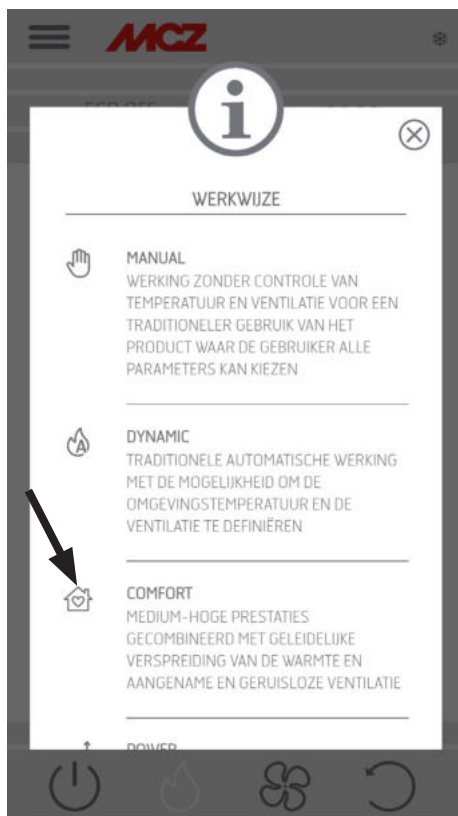 MCZ
WERKWIJZE
MANUAL
WERKING ZONDER CONTROLE VAN
TEMPERATUUR EN VENTILATIE VOOR EEN
TRADITIONELER GEBRUIK VAN HET
PRODUCT WAAR DE GEBRUIKER ALLE
PARAMETERS KAN KIEZEN
DYNAMIC
TRADITIONELE AUTOMATISCHE WERKING
MET DE MOGELIJKHEID OM DE
OMGEVINGSTEMPERATUUR EN DE
VENTILATIE TE DEFINIËREN
COMFORT
MEDIUM-HOGE PRESTATIES
GECOMBINEERD MET GELEIDELIJKE
VERSPREIDING VAN DE WARMTE EN
AANGENAME EN GERUISLOZE VENTILATIE
POWER